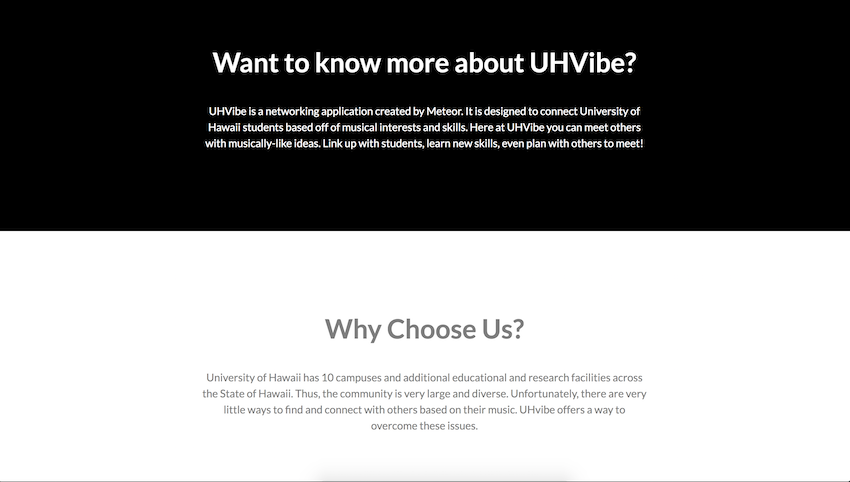 Want to know more about UHVibe?
UHVibe is a networking application created by Meteor. It is designed to connect University of
Hawaii students based off of musical interests and skills. Here at UHVibe you can meet others
with musically-like ideas. Link up with students, learn new skills, even plan with others to meet!
Why Choose Us?
University of Hawaii has 10 campuses and additional educational and research facilities across
the State of Hawaii. Thus, the community is very large and diverse. Unfortunately, there are very
little ways to find and connect with others based on their music. UHvibe offers a way to
overcome these issues.